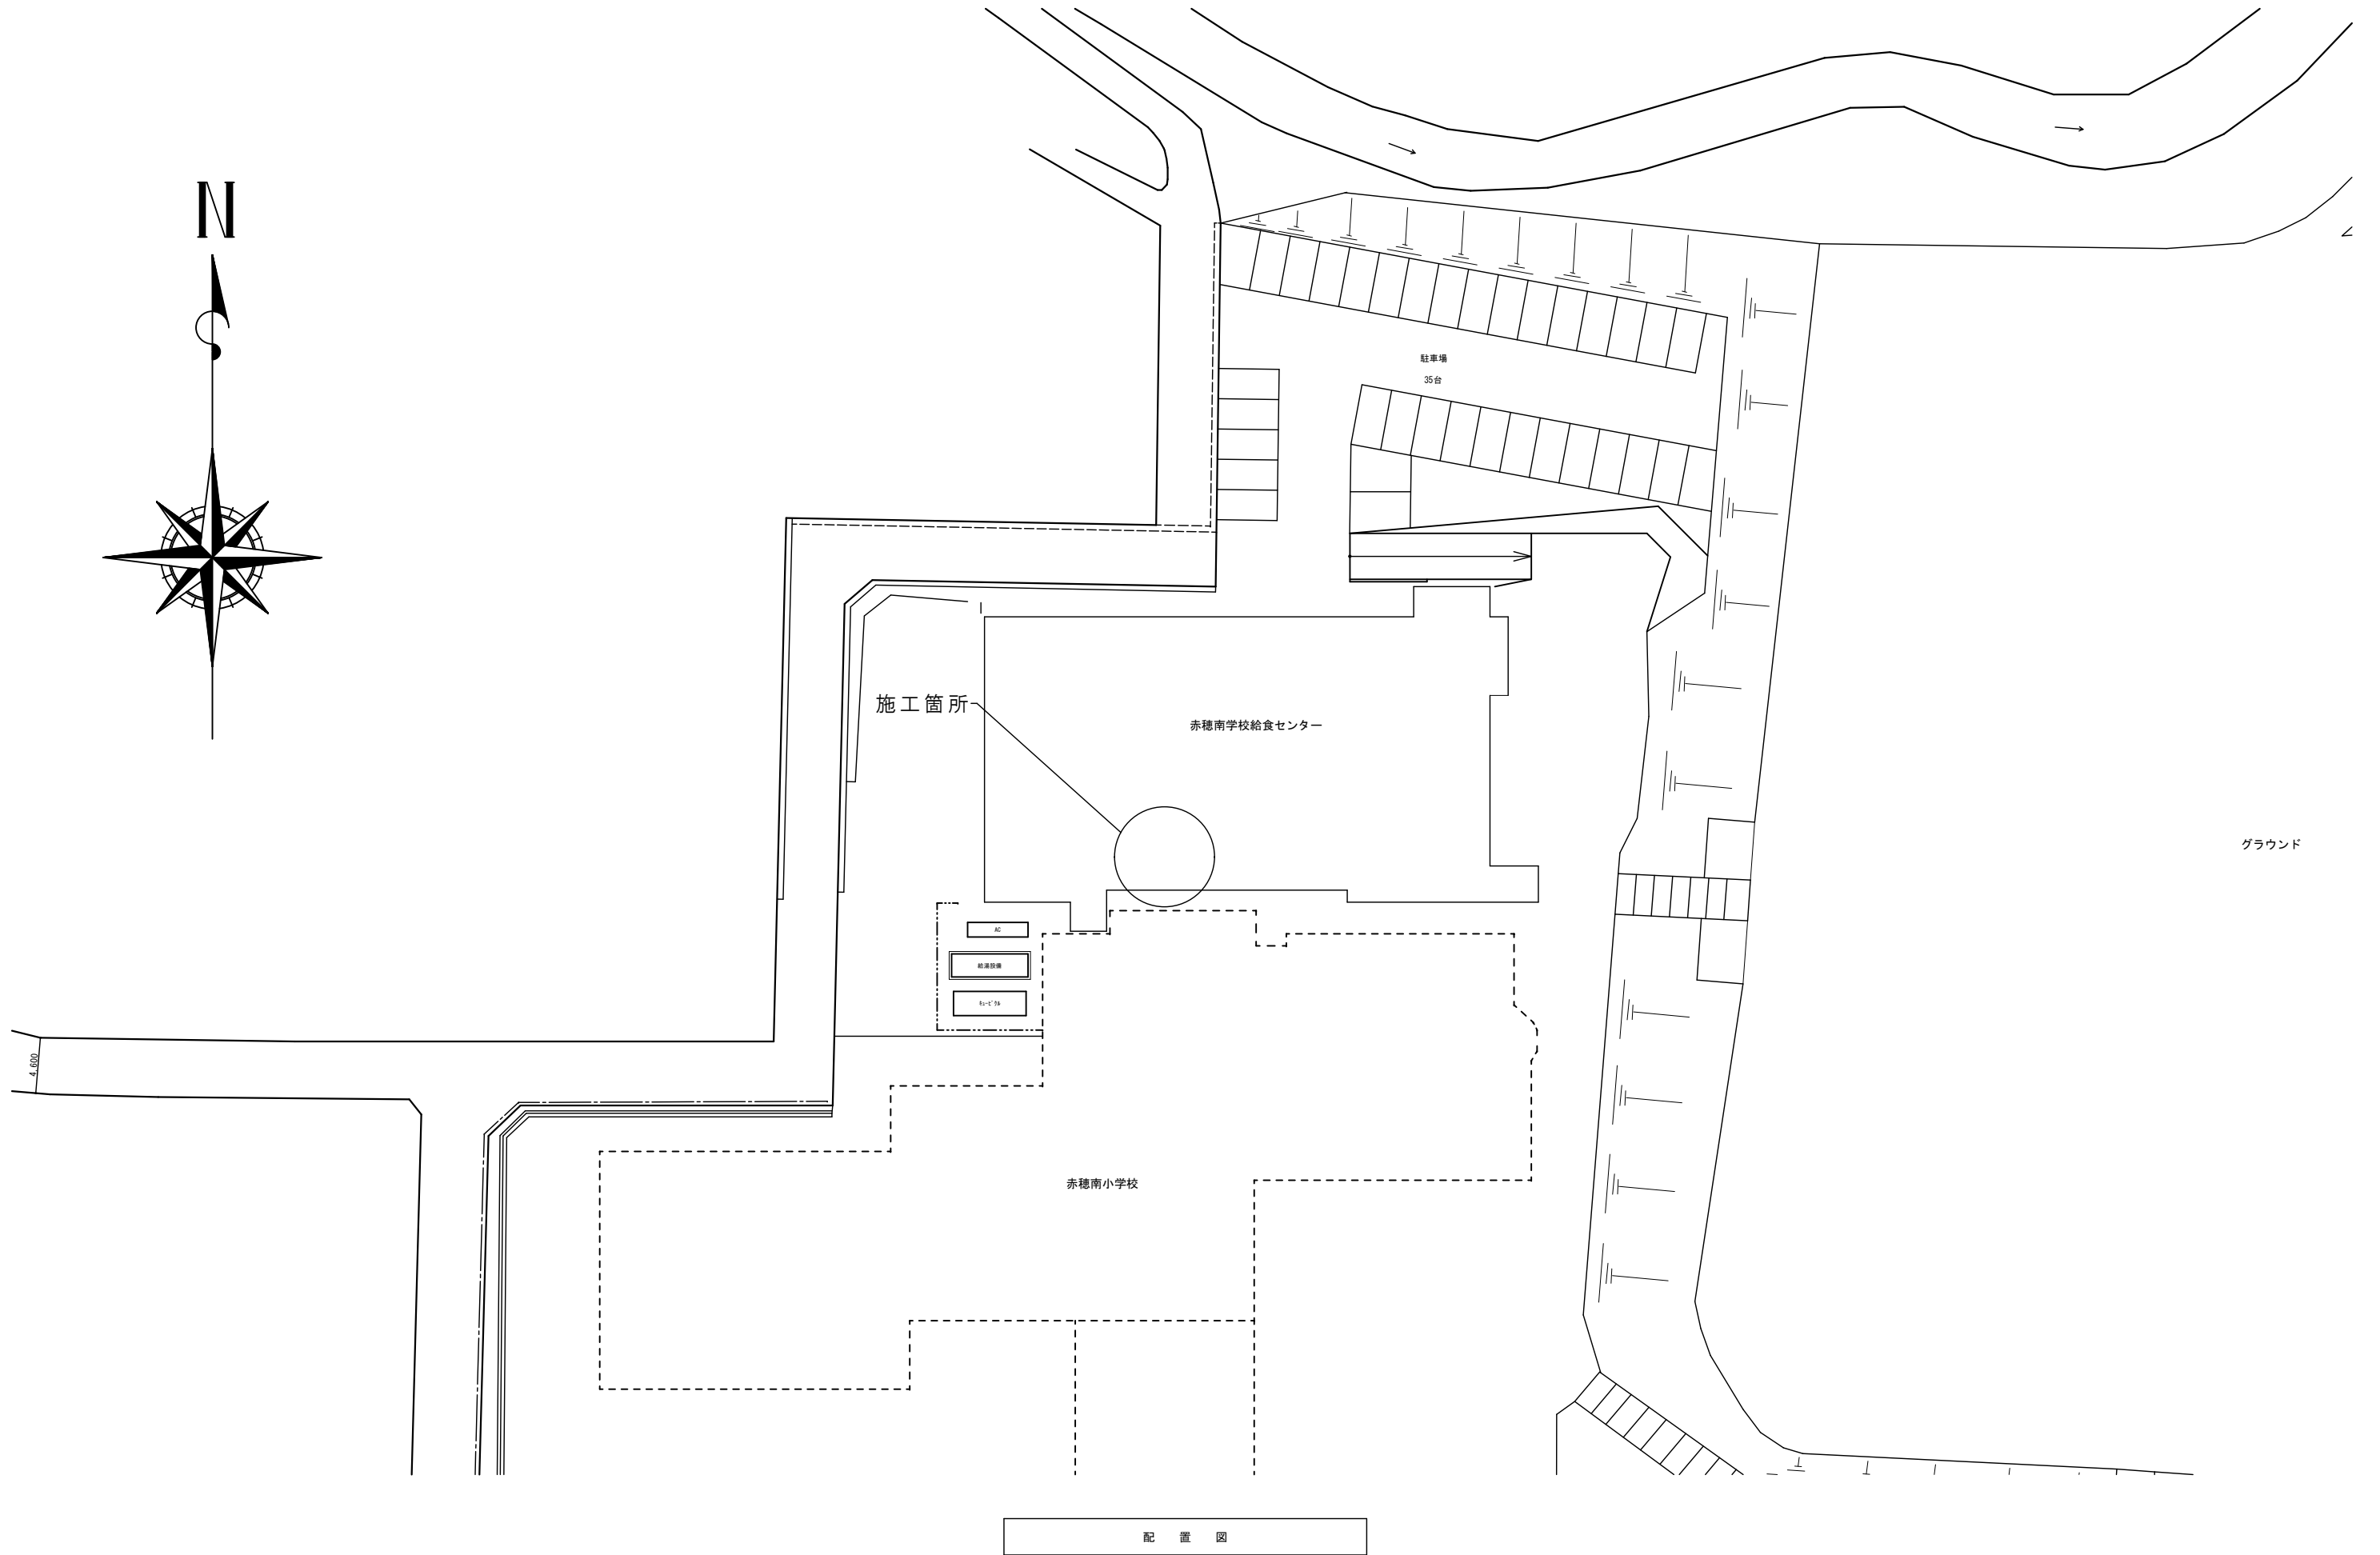 N
駐車場
35台
施工箇所
赤穂南学校給食センター
グラウンド
AC
給湯設備
ｷｭｰﾋﾞｸﾙ
4,600
赤穂南小学校
配 置 図